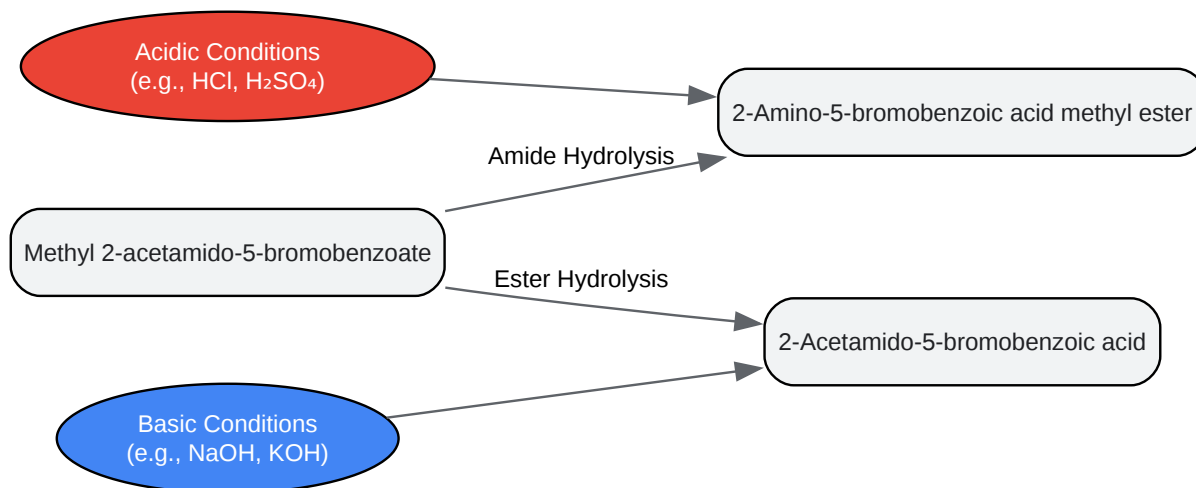 Acidic Conditions
(e.g., HCl, H₂SO₄)
2-Amino-5-bromobenzoic acid methyl ester
Amide Hydrolysis
Methyl 2-acetamido-5-bromobenzoate
Ester Hydrolysis
2-Acetamido-5-bromobenzoic acid
Basic Conditions
(e.g., NaOH, KOH)